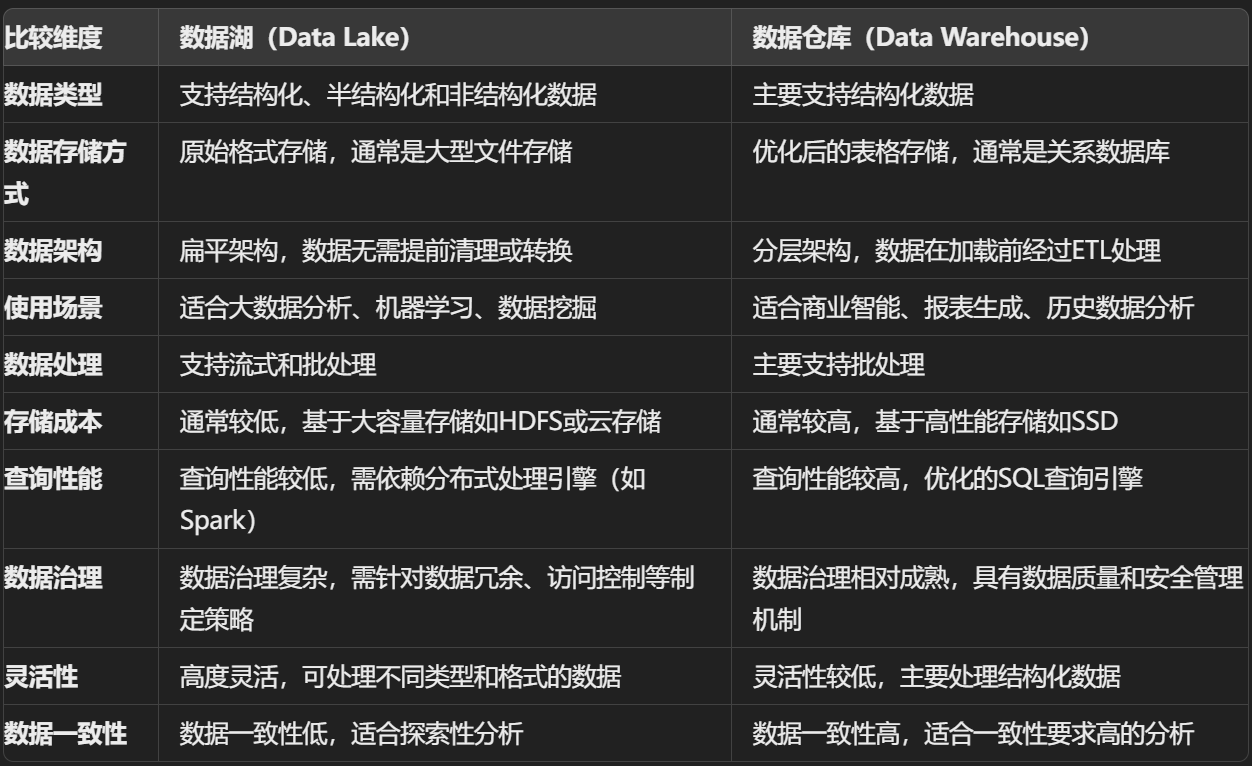 比较维度 数据湖（Data Lake） 数据仓库（Data Warehouse）
数据类型 支持结构化、半结构化和非结构化数据 主要支持结构化数据
数据存储方 原始格式存储，通常是大型文件存储 优化后的表格存储，通常是关系数据库
式
数据架构 扁平架构，数据无需提前清理或转换 分层架构，数据在加载前经过ETL处理
使用场景 适合大数据分析、机器学习、数据挖掘 适合商业智能、报表生成、历史数据分析
数据处理 支持流式和批处理 主要支持批处理
存储成本 通常较低，基于大容量存储如HDFS或云存储 通常较高，基于高性能存储如SSD
查询性能 查询性能较低，需依赖分布式处理引擎（如 查询性能较高，优化的SQL查询引擎
Spark）
数据治理 数据治理复杂，需针对数据冗余、访问控制等制 数据治理相对成熟，具有数据质量和安全管理
定策略 机制
灵活性 高度灵活，可处理不同类型和格式的数据 灵活性较低，主要处理结构化数据
数据一致性 数据一致性低，适合探索性分析 数据一致性高，适合一致性要求高的分析